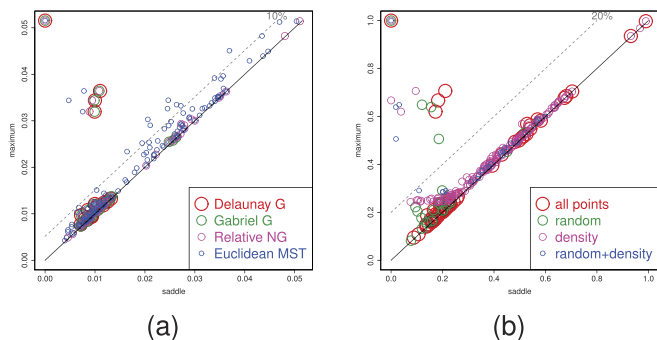 10%
0.05
0.04
0.03
0.02
0.01
0.00
maximum
Delaunay G
Gabriel G
Relative NG
Euclidean MST
0.00 0.01 0.02 0.03 0.04 0.05
saddle
(a)
20%
1.0
0.8
0.6
0.4
0.2
0.0
maximum
all points
random
density
random+density
0.0 0.2 0.4 0.6 0.8 1.0
saddle
(b)